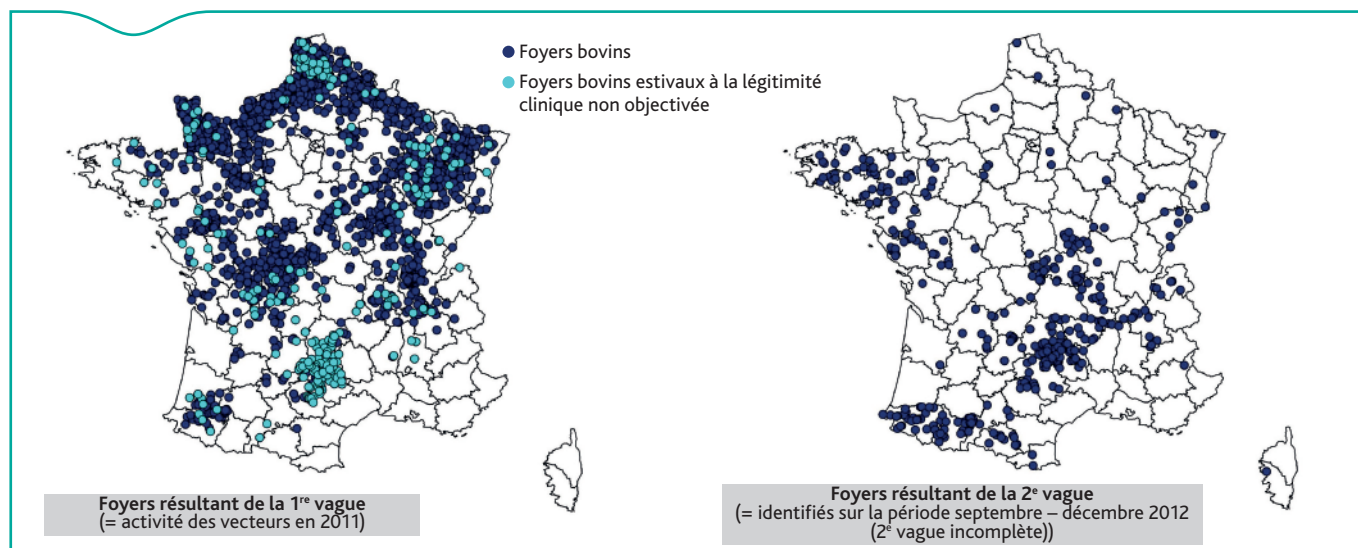 Foyers bovins
Foyers bovins estivaux à la légitimité
clinique non objectivée
Foyers résultant de la 1re vague
(= activité des vecteurs en 2011)
Foyers résultant de la 2e vague
(= identifiés sur la période septembre – décembre 2012
(2e vague incomplète))